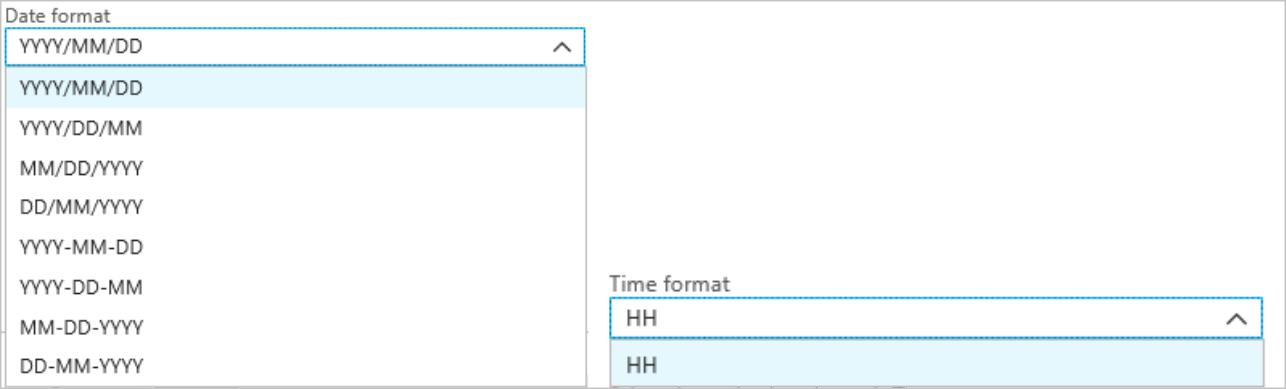 Date format
YYYY/MM/DD
YYYY/MM/DD
YYYY/DD/MM
MM/DD/YYYY
DD/MM/YYYY
YYYY-MM-DD
YYYY-DD-MM
MM-DD-YYYY
DD-MM-YYYY
Time format
HH
HH